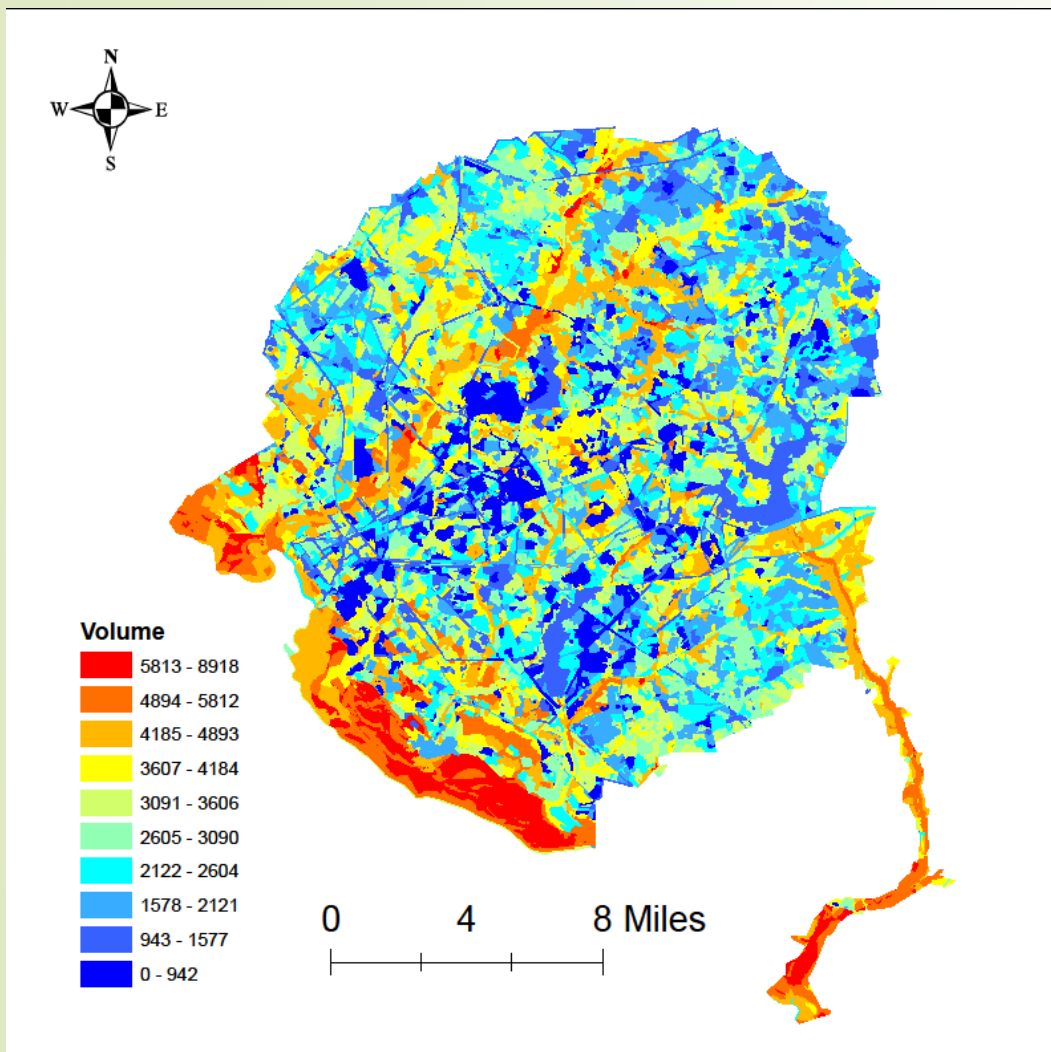 N
W E
S
Volume
5813 - 8918
4894 - 5812
4185 - 4893
3607 - 4184
3091 - 3606
2605 - 3090
2122 - 2604
1578 - 2121
943 - 1577
0 - 942
0 4 8 Miles